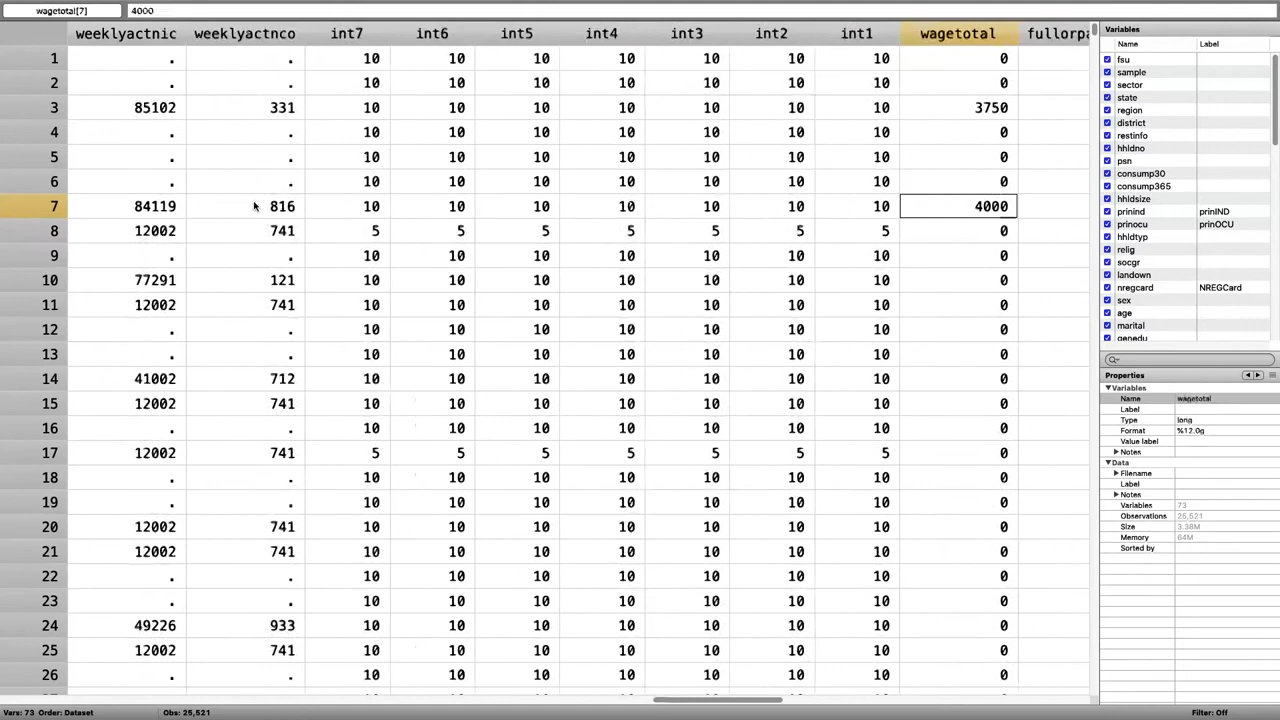 wagetotal[7] 4000
weeklyactnic weeklyactnco int7 int6 int5 int4 int3 int2 int1 wagetotal fullorpa
1 . . 10 10 10 10 10 10 10 0
2 . . 10 10 10 10 10 10 10 0
3 85102 331 10 10 10 10 10 10 10 3750
4 . . 10 10 10 10 10 10 10 0
5 . . 10 10 10 10 10 10 10 0
6 . . 10 10 10 10 10 10 10 0
7 84119 816 10 10 10 10 10 10 10 4000
8 12002 741 5 5 5 5 5 5 5 0
9 . . 10 10 10 10 10 10 10 0
10 77291 121 10 10 10 10 10 10 10 0
11 12002 741 10 10 10 10 10 10 10 0
12 . . 10 10 10 10 10 10 10 0
13 . . 10 10 10 10 10 10 10 0
14 41002 712 10 10 10 10 10 10 10 0
15 12002 741 10 10 10 10 10 10 10 0
16 . . 10 10 10 10 10 10 10 0
17 12002 741 5 5 5 5 5 5 5 0
18 . . 10 10 10 10 10 10 10 0
19 . . 10 10 10 10 10 10 10 0
20 12002 741 10 10 10 10 10 10 10 0
21 12002 741 10 10 10 10 10 10 10 0
22 . . 10 10 10 10 10 10 10 0
23 . . 10 10 10 10 10 10 10 0
24 49226 933 10 10 10 10 10 10 10 0
25 12002 741 10 10 10 10 10 10 10 0
26 . . 10 10 10 10 10 10 10 0
Variables
Name Label
fsu
sample
sector
state
region
district
restinfo
hhldno
psn
consump30
consump365
hhldsize
prinind prinIND
prinocu prinOCU
hhldtyp
relig
socgr
landown
nregcard NREGCard
sex
age
marital
genedu
Properties
Variables
Name wagetotal
Label
Type long
Format %12.0g
Value label
Notes
Data
Filename
Label
Notes
Variables 73
Observations 25,521
Size 3.38M
Memory 64M
Sorted by
Vars: 73 Order: Dataset Obs: 25,521 Filter: Off